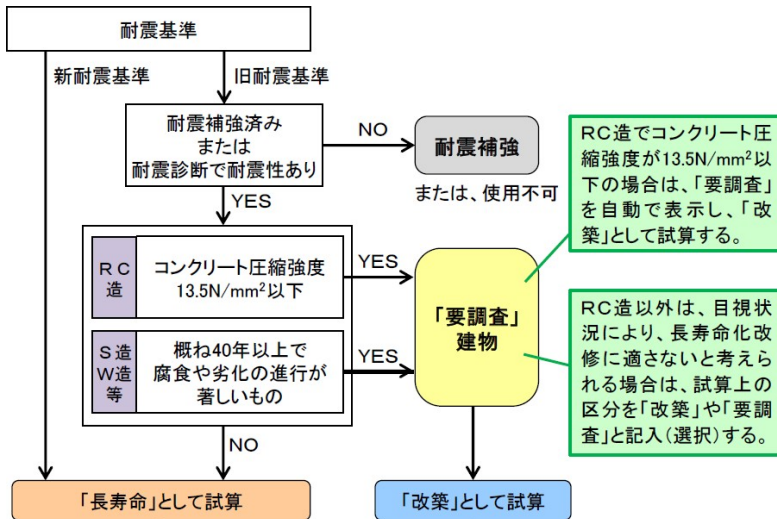 耐震基準
新耐震基準
旧耐震基準
耐震補強済み
または
耐震診断で耐震性あり
NO
耐震補強
または、使用不可
YES
RC
造
コンクリート圧縮強度
13.5N/mm²以下
YES
S造
W造
等
概ね40年以上で
腐食や劣化の進行が
著しいもの
YES
「要調査」
建物
NO
「長寿命」として試算
「改築」として試算
RC造でコンクリート圧
縮強度が13.5N/mm²以
下の場合は、「要調査」
を自動で表示し、「改
築」として試算する。
RC造以外は、目視状
況により、長寿命化改
修に適さないと考えら
れる場合は、試算上の
区分を「改築」や「要調
査」と記入(選択)する。